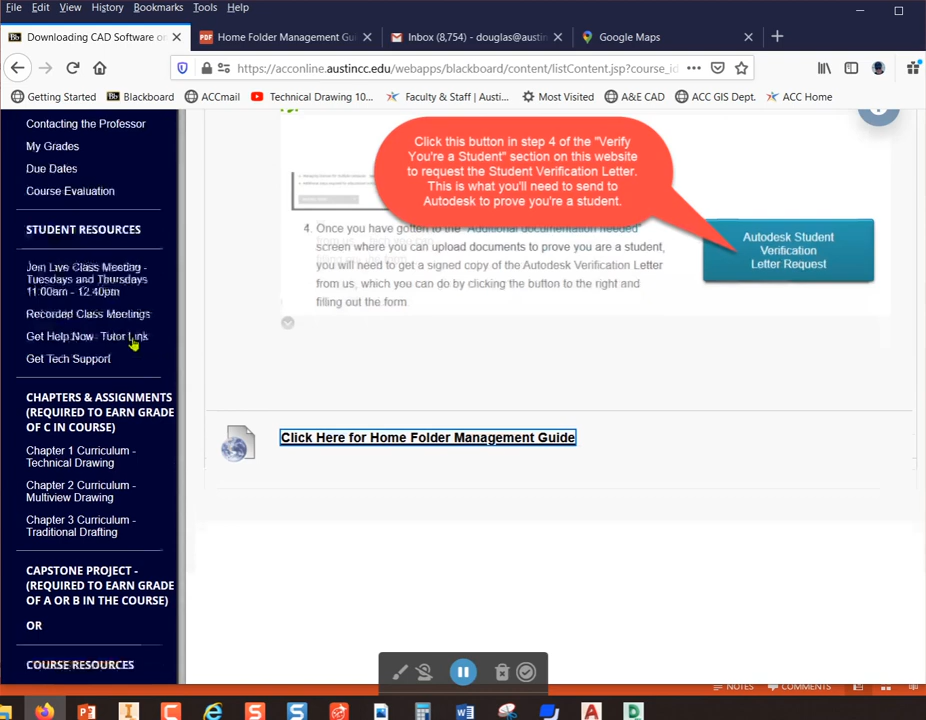 File Edit View History Bookmarks Tools Help
Downloading CAD Software on
Home Folder Management Gui
Inbox (8,754) - douglas@austin
Google Maps
https://acconline.austincc.edu/webapps/blackboard/content/listContent.jsp?course_id
Getting Started Blackboard ACCmail Technical Drawing 10... Faculty & Staff | Austi... Most Visited A&E CAD ACC GIS Dept. ACC Home
Contacting the Professor
My Grades
Due Dates
Course Evaluation
STUDENT RESOURCES
Join Live Class Meeting -
Tuesdays and Thursdays
11:00am - 12:40pm
Recorded Class Meetings
Get Help Now - Tutor Link
Get Tech Support
CHAPTERS & ASSIGNMENTS
(REQUIRED TO EARN GRADE
OF C IN COURSE)
Chapter 1 Curriculum -
Technical Drawing
Chapter 2 Curriculum -
Multiview Drawing
Chapter 3 Curriculum -
Traditional Drafting
CAPSTONE PROJECT -
(REQUIRED TO EARN GRADE
OF A OR B IN THE COURSE)
OR
COURSE RESOURCES
Click this button in step 4 of the "Verify
You're a Student" section on this website
to request the Student Verification Letter.
This is what you'll need to send to
Autodesk to prove you're a student.
4. Once you have gotten to the "Additional documentation needed"
screen where you can upload documents to prove you are a student,
you will need to get a signed copy of the Autodesk Verification Letter
from us, which you can do by clicking the button to the right and
filling out the form
Autodesk Student
Verification
Letter Request
Click Here for Home Folder Management Guide
NOTES COMMENTS